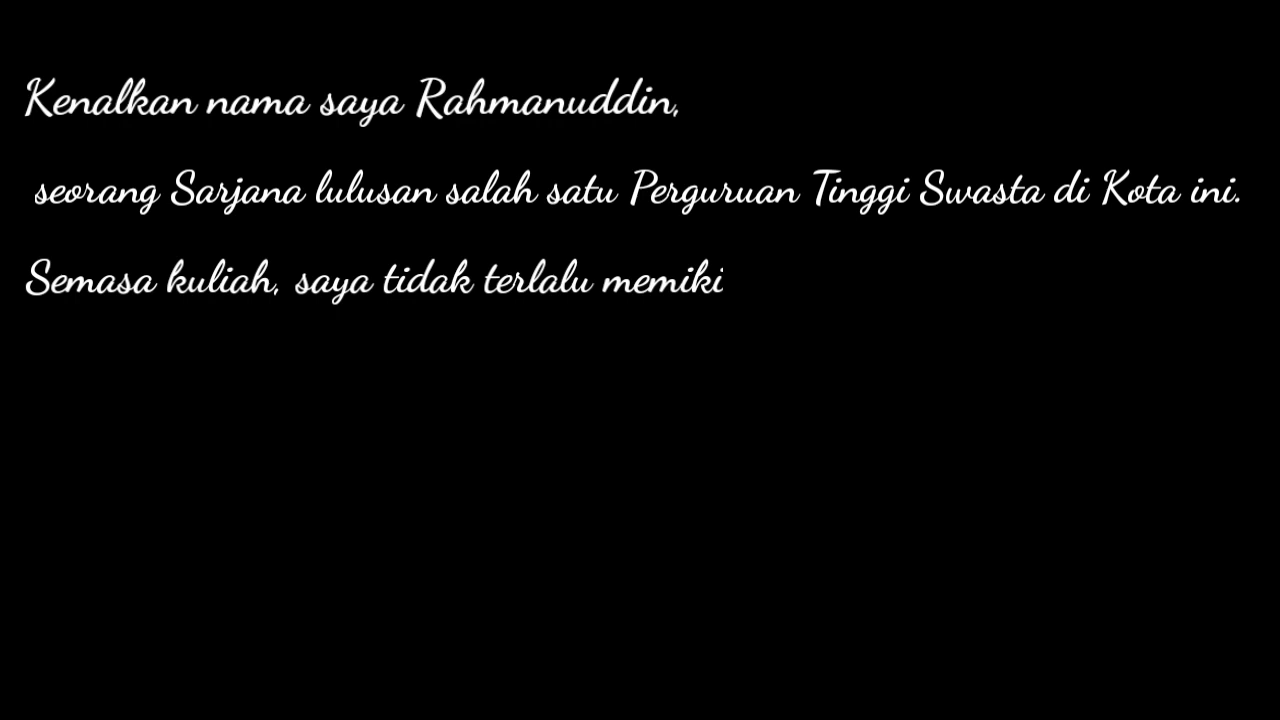 Kenalkan nama saya Rahmanuddin,
seorang Sarjana lulusan salah satu Perguruan Tinggi Swasta di Kota ini.
Semasa kuliah, saya tidak terlalu memiki